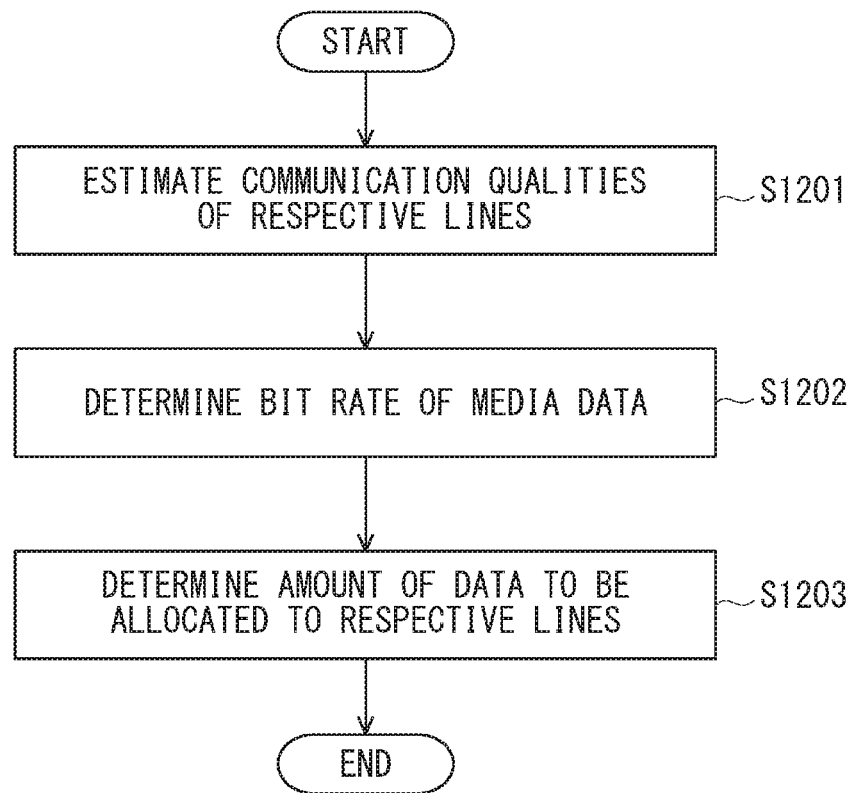 START
ESTIMATE COMMUNICATION QUALITIES
OF RESPECTIVE LINES
S1201
DETERMINE BIT RATE OF MEDIA DATA
S1202
DETERMINE AMOUNT OF DATA TO BE
ALLOCATED TO RESPECTIVE LINES
S1203
END